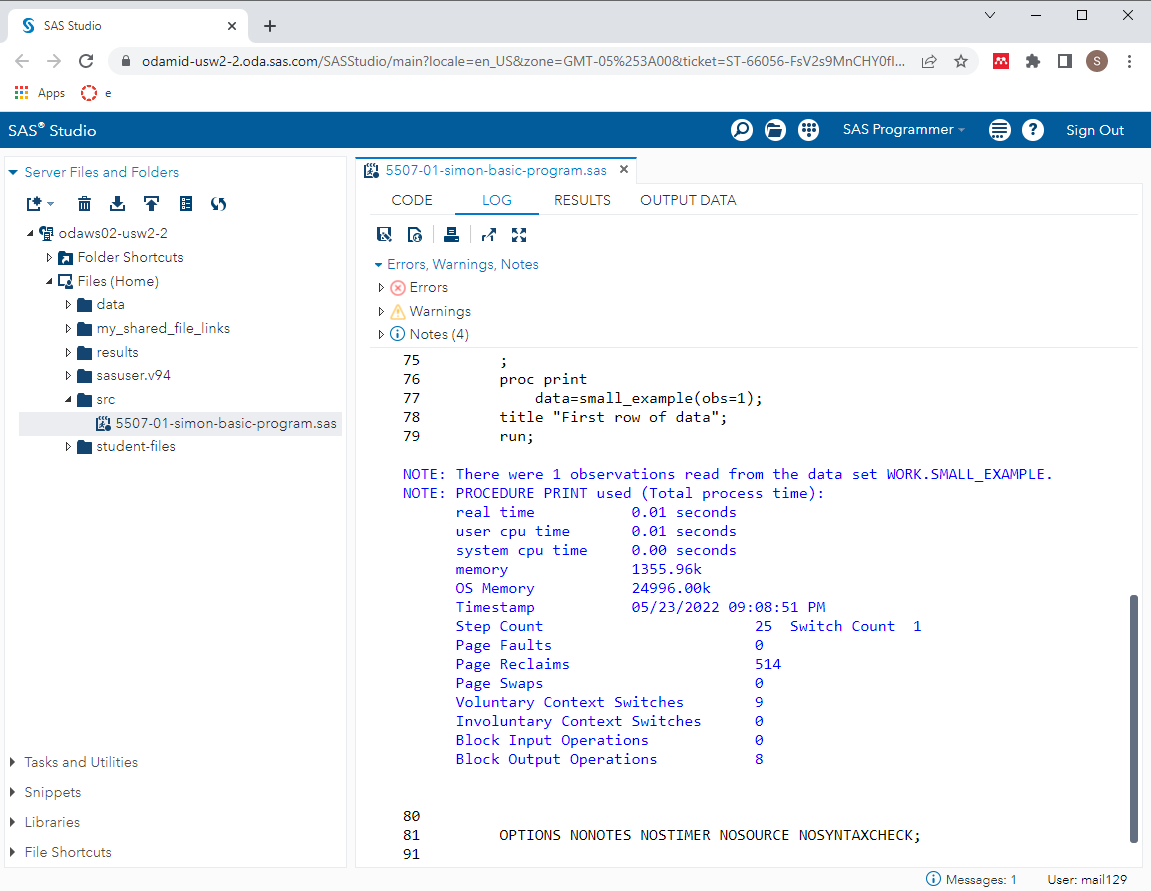 SAS Studio
odamid-usw2-2.oda.sas.com/SASStudio/main?locale=en_US&zone=GMT-05%253A00&ticket=ST-66056-FsV2s9MnCHY0fl...
S
Apps
e
SAS® Studio
SAS Programmer
Sign Out
Server Files and Folders
odaws02-usw2-2
Folder Shortcuts
Files (Home)
data
my_shared_file_links
results
sasuser.v94
src
5507-01-simon-basic-program.sas
student-files
Tasks and Utilities
Snippets
Libraries
File Shortcuts
5507-01-simon-basic-program.sas
CODE LOG RESULTS OUTPUT DATA
Errors, Warnings, Notes
Errors
Warnings
Notes (4)
75 ;
76 proc print
77 data=small_example(obs=1);
78 title "First row of data";
79 run;
NOTE: There were 1 observations read from the data set WORK.SMALL_EXAMPLE.
NOTE: PROCEDURE PRINT used (Total process time):
real time 0.01 seconds
user cpu time 0.01 seconds
system cpu time 0.00 seconds
memory 1355.96k
OS Memory 24996.00k
Timestamp 05/23/2022 09:08:51 PM
Step Count 25 Switch Count 1
Page Faults 0
Page Reclaims 514
Page Swaps 0
Voluntary Context Switches 9
Involuntary Context Switches 0
Block Input Operations 0
Block Output Operations 8
80
81 OPTIONS NONOTES NOSTIMER NOSOURCE NOSYNTAXCHECK;
91
Messages: 1 User: mail129